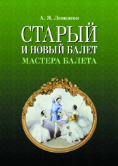 А. Я. Левинсон
СТАРЫЙ
И НОВЫЙ БАЛЕТ
МАСТЕРА БАЛЕТА